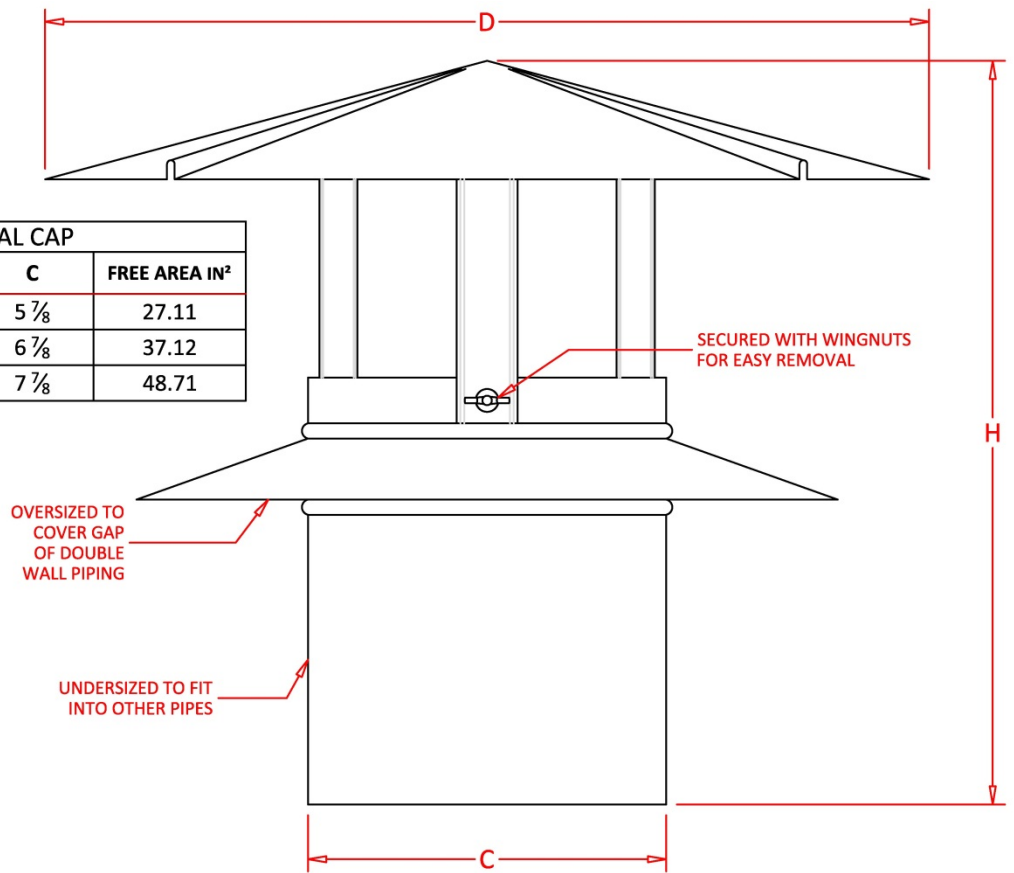 D
AL CAP
C FREE AREA IN²
5 ⅞ 27.11
6 ⅞ 37.12
7 ⅞ 48.71
SECURED WITH WINGNUTS
FOR EASY REMOVAL
H
OVERSIZED TO
COVER GAP
OF DOUBLE
WALL PIPING
UNDERSIZED TO FIT
INTO OTHER PIPES
C